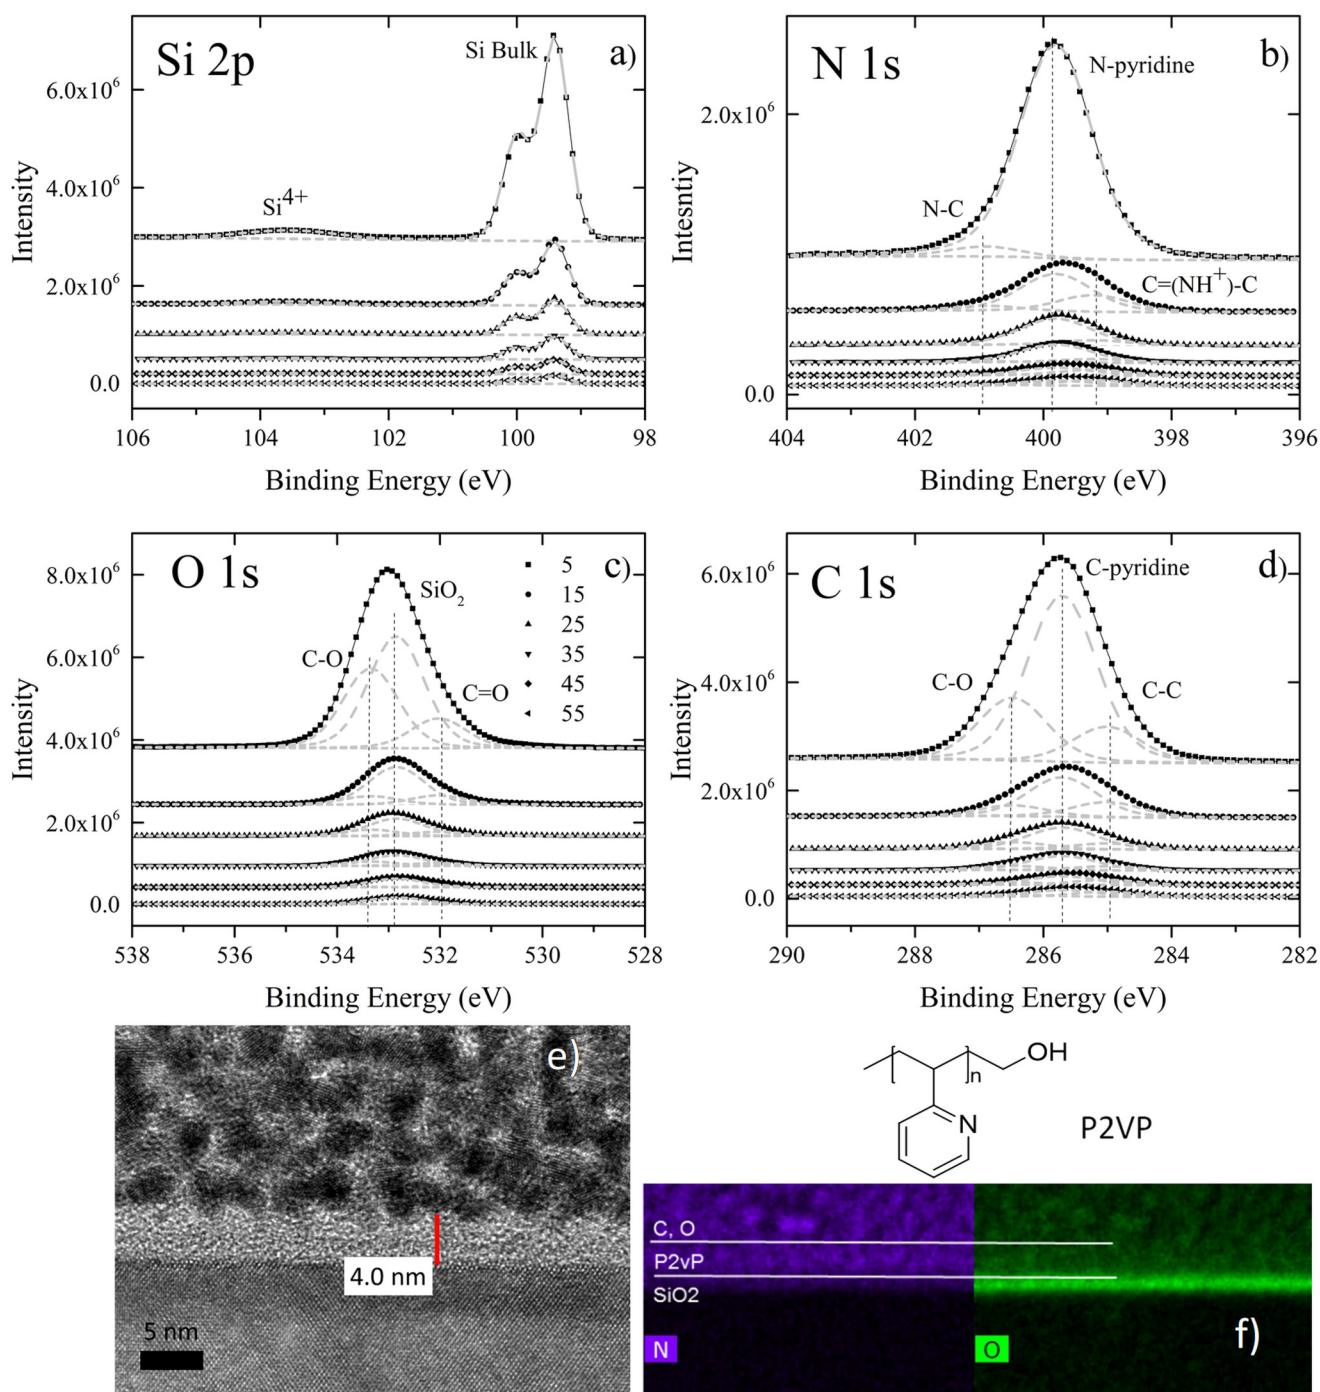 Si 2p
Si Bulk
a)
Si⁴⁺
6.0x10⁶
4.0x10⁶
2.0x10⁶
0.0
Intensity
106 104 102 100 98
Binding Energy (eV)
N 1s
N-pyridine
b)
N-C
C=(NH⁺)-C
2.0x10⁶
0.0
Intesntiy
404 402 400 398 396
Binding Energy (eV)
O 1s
c)
SiO₂
C-O
C=O
5
15
25
35
45
55
8.0x10⁶
6.0x10⁶
4.0x10⁶
2.0x10⁶
0.0
Intensity
538 536 534 532 530 528
Binding Energy (eV)
C 1s
C-pyridine
d)
C-O
C-C
6.0x10⁶
4.0x10⁶
2.0x10⁶
0.0
Intensity
290 288 286 284 282
Binding Energy (eV)
e)
4.0 nm
5 nm
OH
n
N
P2VP
C, O
P2vP
SiO2
N
O
f)